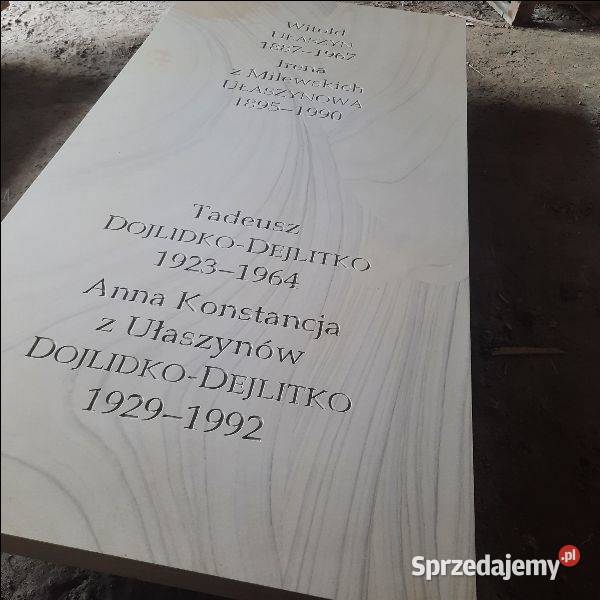 Witold
UŁASZYN
1887–1967
Irena
z Milewskich
UŁASZYNOWA
1895–1990
Tadeusz
DOJLIDKO-DEJLITKO
1923–1964
Anna Konstancja
z Ułaszynów
DOJLIDKO-DEJLITKO
1929–1992
Sprzedajemy.pl